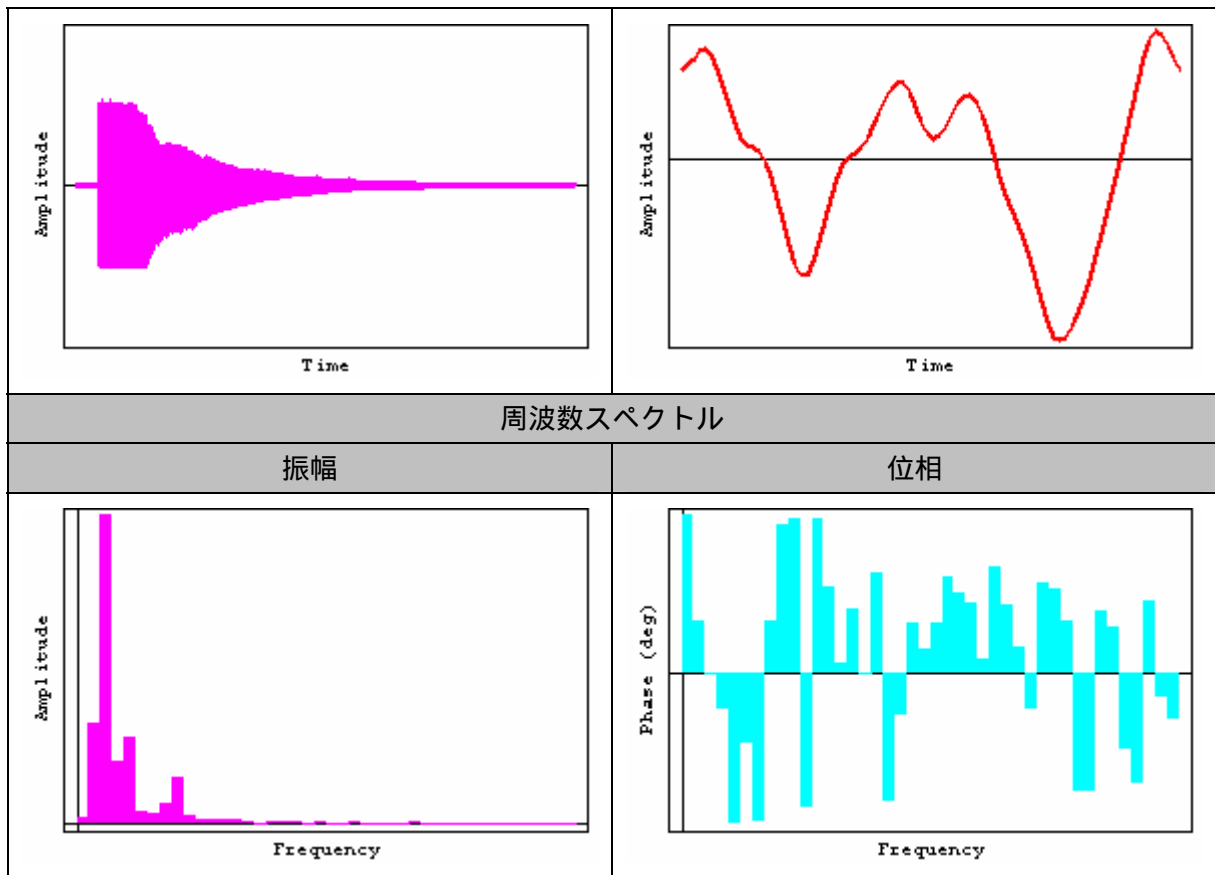 Amplitude
Time
Amplitude
Time
周波数スペクトル
振幅
位相
Amplitude
Frequency
Phase (deg)
Frequency